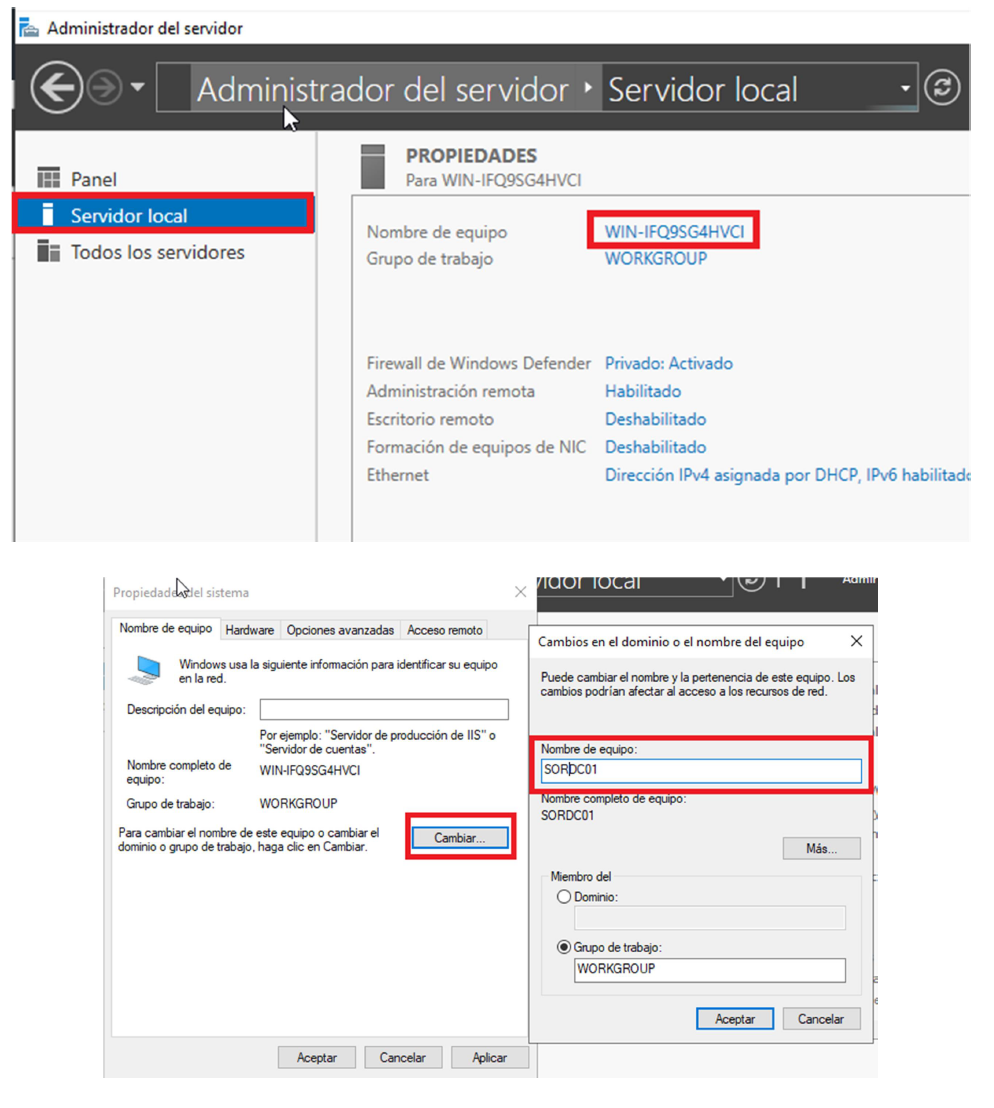 Administrador del servidor
Administrador del servidor Servidor local
PROPIEDADES
Para WIN-IFQ9SG4HVCI
Panel
Servidor local
Todos los servidores
Nombre de equipo WIN-IFQ9SG4HVCI
Grupo de trabajo WORKGROUP
Firewall de Windows Defender Privado: Activado
Administración remota Habilitado
Escritorio remoto Deshabilitado
Formación de equipos de NIC Deshabilitado
Ethernet Dirección IPv4 asignada por DHCP, IPv6 habilitado
Propiedades del sistema
Nombre de equipo Hardware Opciones avanzadas Acceso remoto
Windows usa la siguiente información para identificar su equipo
en la red.
Descripción del equipo:
Por ejemplo: "Servidor de producción de IIS" o
"Servidor de cuentas".
Nombre completo de
equipo:
WIN-IFQ9SG4HVCI
Grupo de trabajo: WORKGROUP
Para cambiar el nombre de este equipo o cambiar el
dominio o grupo de trabajo, haga clic en Cambiar.
Cambiar...
Aceptar Cancelar Aplicar
vidor local
Cambios en el dominio o el nombre del equipo
Puede cambiar el nombre y la pertenencia de este equipo. Los
cambios podrían afectar al acceso a los recursos de red.
Nombre de equipo:
SORDC01
Nombre completo de equipo:
SORDC01
Más...
Miembro del
Dominio:
Grupo de trabajo:
WORKGROUP
Aceptar Cancelar